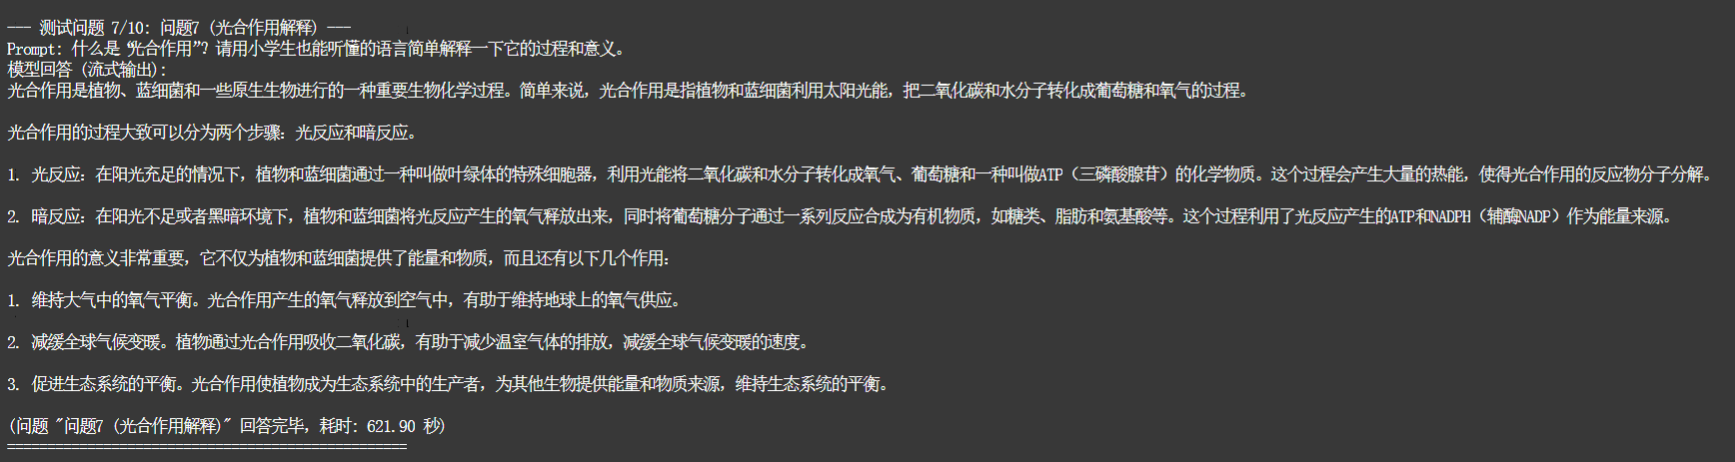 --- 测试问题 7/10: 问题7 (光合作用解释) ---
Prompt: 什么是“光合作用”？请用小学生也能听懂的语言简单解释一下它的过程和意义。
模型回答 (流式输出):
光合作用是植物、蓝细菌和一些原生生物进行的一种重要生物化学过程。简单来说，光合作用是指植物和蓝细菌利用太阳光能，把二氧化碳和水分子转化成葡萄糖和氧气的过程。
光合作用的过程大致可以分为两个步骤：光反应和暗反应。
1. 光反应：在阳光充足的情况下，植物和蓝细菌通过一种叫做叶绿体的特殊细胞器，利用光能将二氧化碳和水分子转化成氧气、葡萄糖和一种叫做ATP（三磷酸腺苷）的化学物质。这个过程会产生大量的热能，使得光合作用的反应物分子分解。
2. 暗反应：在阳光不足或者黑暗环境下，植物和蓝细菌将光反应产生的氧气释放出来，同时将葡萄糖分子通过一系列反应合成为有机物质，如糖类、脂肪和氨基酸等。这个过程利用了光反应产生的ATP和NADPH（辅酶NADP）作为能量来源。
光合作用的意义非常重要，它不仅为植物和蓝细菌提供了能量和物质，而且还有以下几个作用：
1. 维持大气中的氧气平衡。光合作用产生的氧气释放到空气中，有助于维持地球上的氧气供应。
2. 减缓全球气候变暖。植物通过光合作用吸收二氧化碳，有助于减少温室气体的排放，减缓全球气候变暖的速度。
3. 促进生态系统的平衡。光合作用使植物成为生态系统中的生产者，为其他生物提供能量和物质来源，维持生态系统的平衡。
(问题 "问题7 (光合作用解释)" 回答完毕，耗时: 621.90 秒)
==================================================